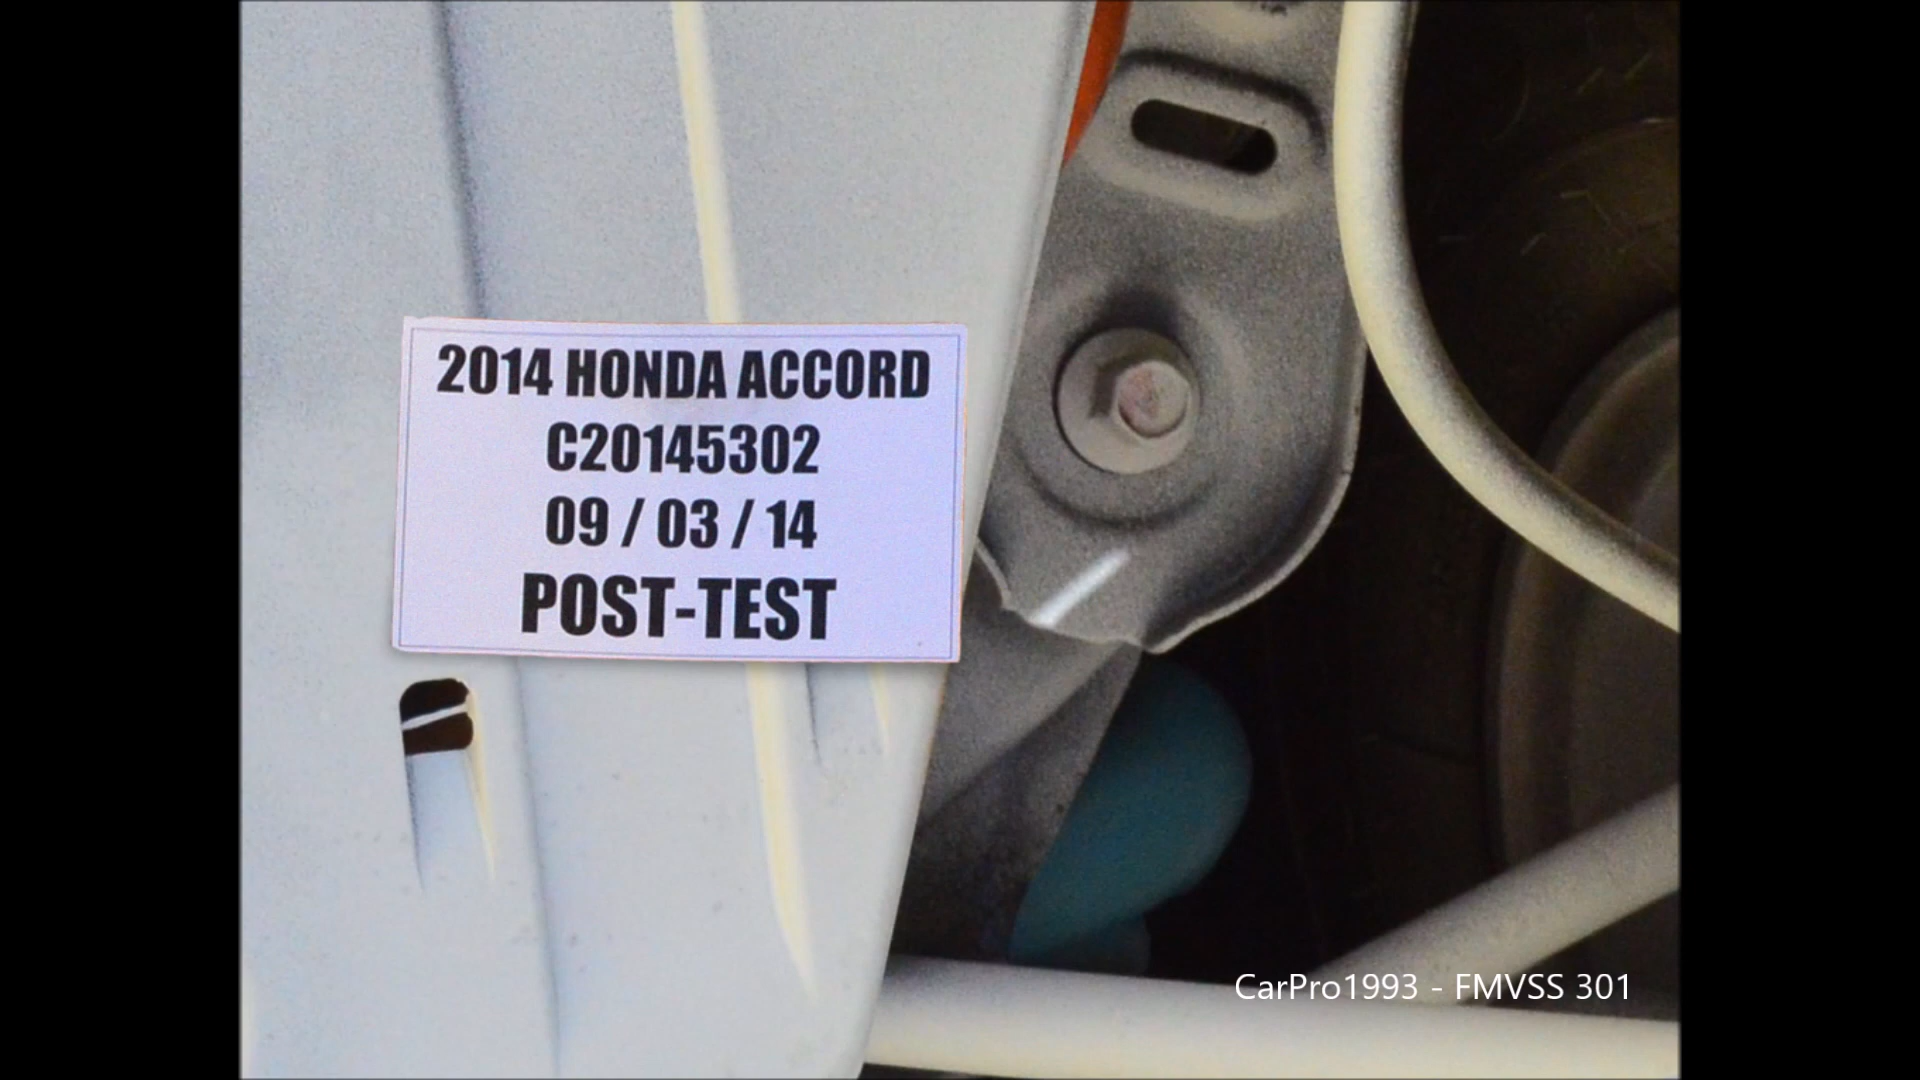 2014 HONDA ACCORD
C20145302
09 / 03 / 14
POST-TEST
CarPro1993 - FMVSS 301